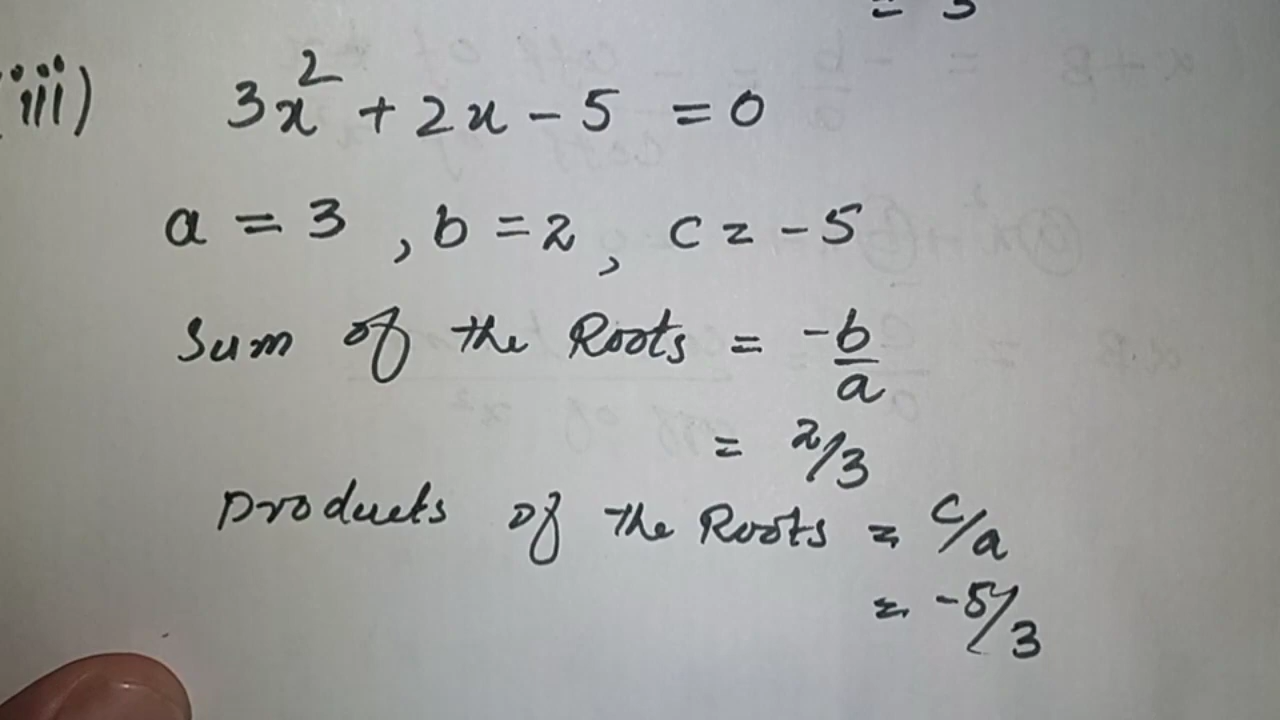 = 3
iii) 3x² + 2x - 5 = 0
a = 3 , b = 2 , c = -5
Sum of the Roots = -b/a
= 2/3
products of the Roots = c/a
= -5/3